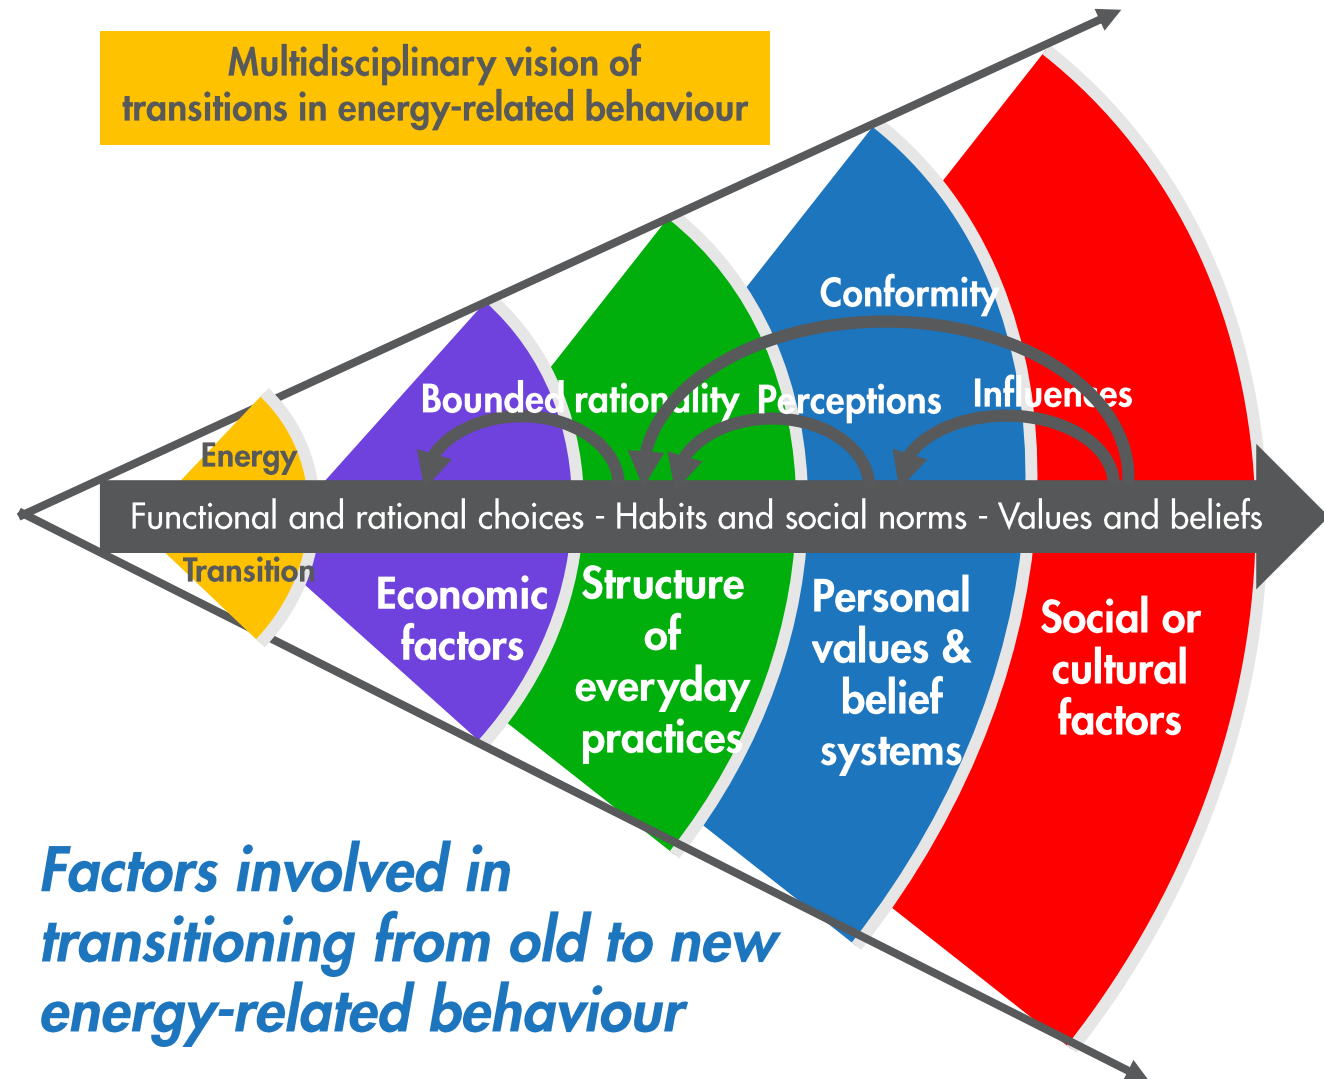 Multidisciplinary vision of
transitions in energy-related behaviour
Conformity
Bounded rationality
Perceptions
Influences
Energy
Functional and rational choices - Habits and social norms - Values and beliefs
Transition
Economic
factors
Structure
of
everyday
practices
Personal
values &
belief
systems
Social or
cultural
factors
Factors involved in
transitioning from old to new
energy-related behaviour